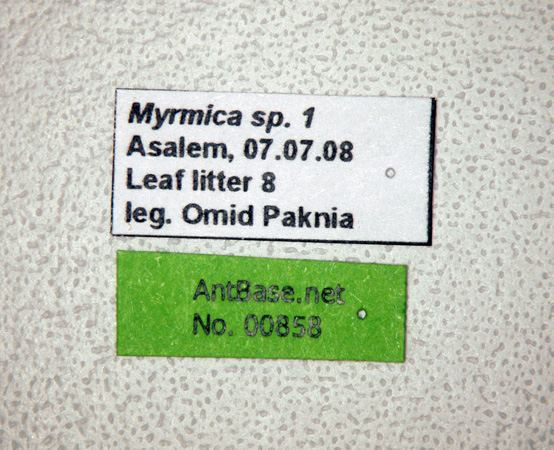 Myrmica sp. 1
Asalem, 07.07.08
Leaf litter 8
leg. Omid Paknia
AntBase.net
No. 00858